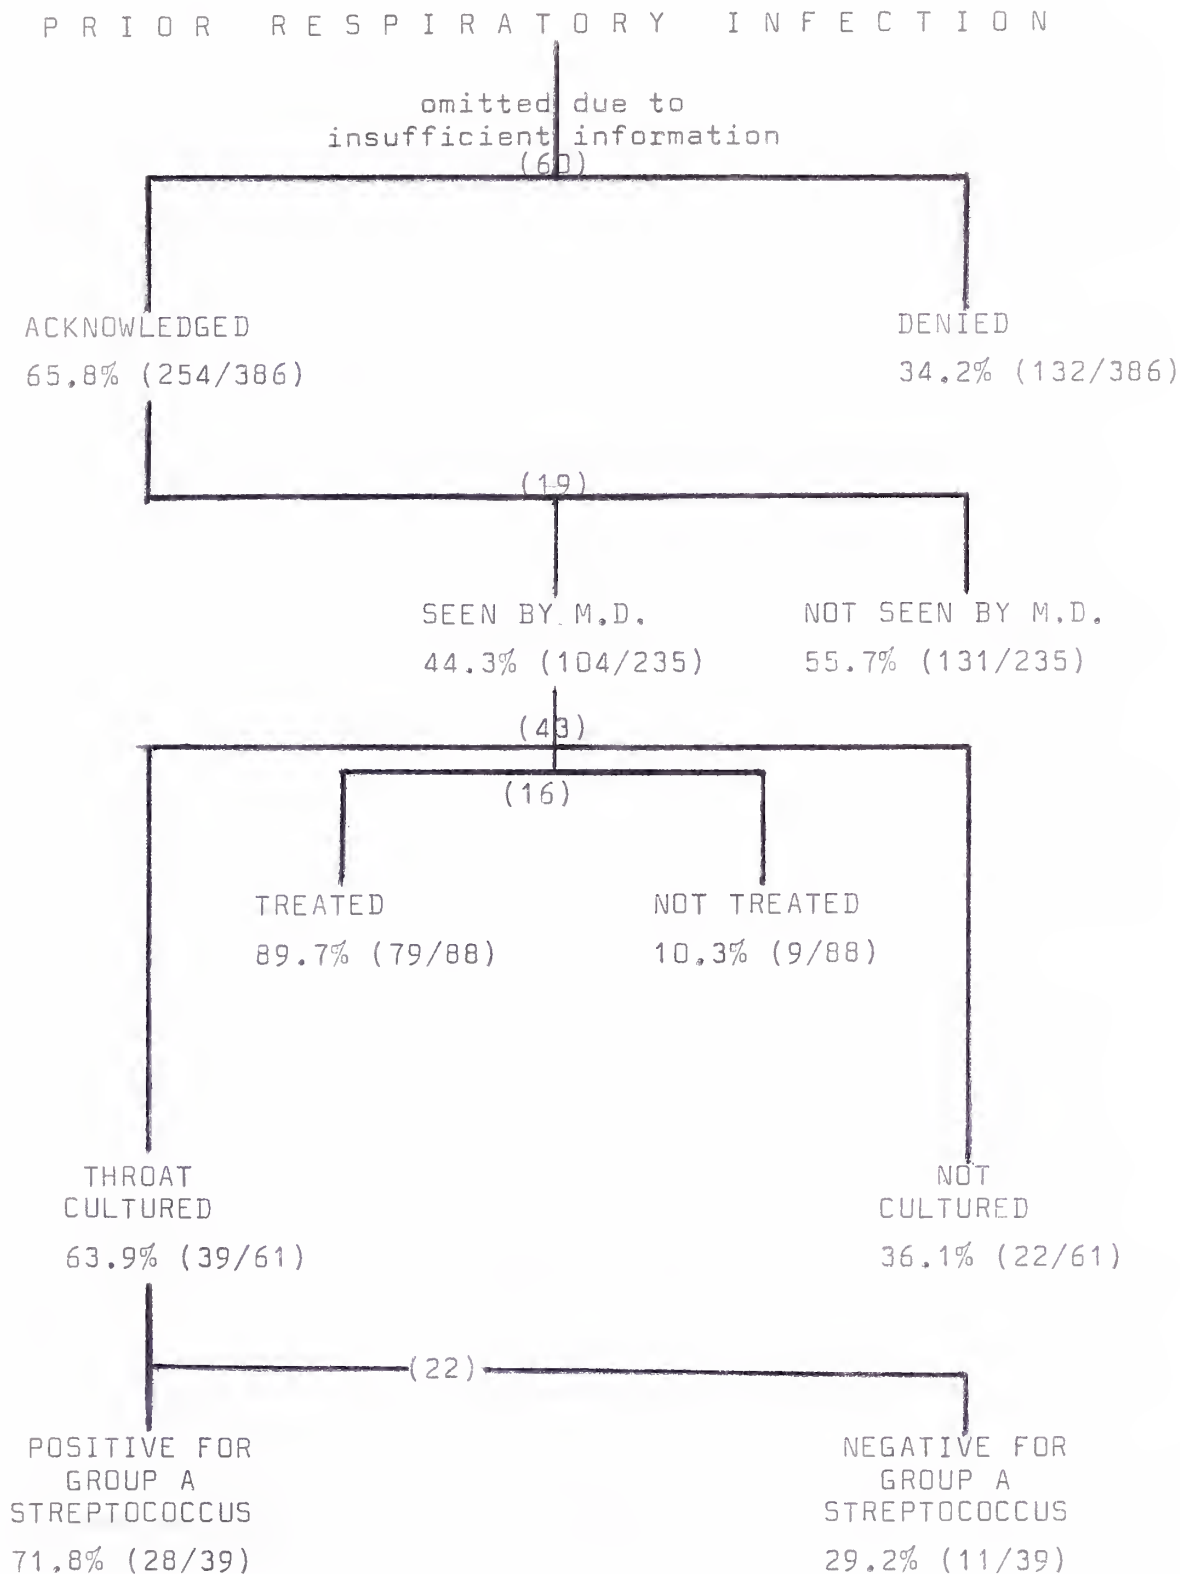 PRIOR RESPIRATORY INFECTION
omitted due to
insufficient information
(60)
ACKNOWLEDGED
65.8% (254/386)
DENIED
34.2% (132/386)
(19)
SEEN BY M.D.
44.3% (104/235)
NOT SEEN BY M.D.
55.7% (131/235)
(43)
(16)
TREATED
89.7% (79/88)
NOT TREATED
10.3% (9/88)
THROAT
CULTURED
63.9% (39/61)
NOT
CULTURED
36.1% (22/61)
(22)
POSITIVE FOR
GROUP A
STREPTOCOCCUS
71.8% (28/39)
NEGATIVE FOR
GROUP A
STREPTOCOCCUS
29.2% (11/39)